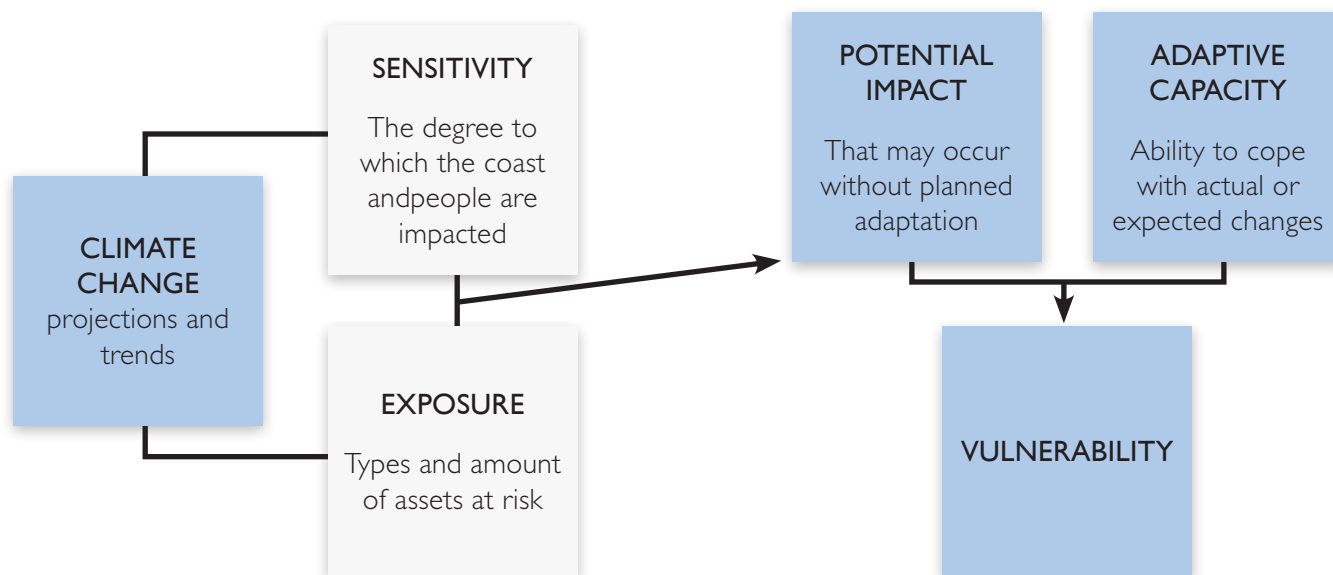 CLIMATE
CHANGE
projections and
trends
SENSITIVITY
The degree to
which the coast
andpeople are
impacted
EXPOSURE
Types and amount
of assets at risk
POTENTIAL
IMPACT
That may occur
without planned
adaptation
ADAPTIVE
CAPACITY
Ability to cope
with actual or
expected changes
VULNERABILITY